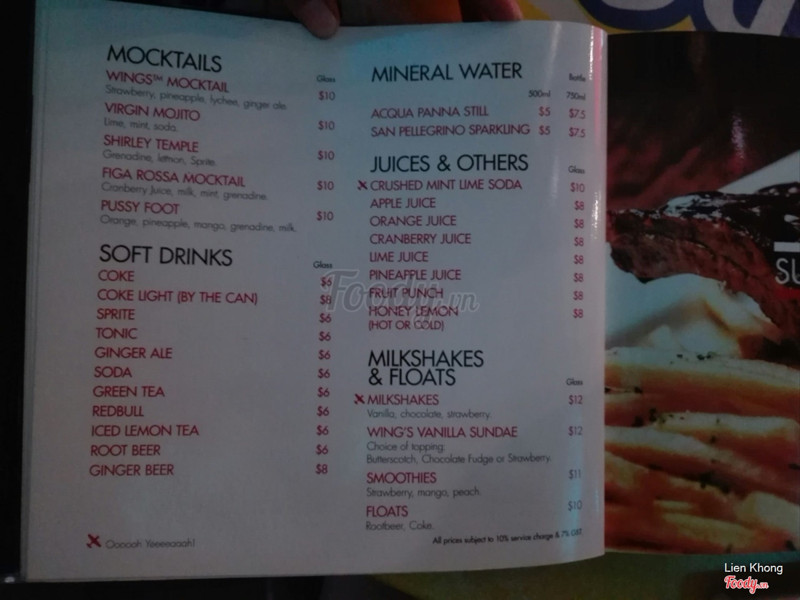 MOCKTAILS
Glass
WINGS™ MOCKTAIL $10
Strawberry, pineapple, lychee, ginger ale.
VIRGIN MOJITO $10
Lime, mint, soda.
SHIRLEY TEMPLE $10
Grenadine, lemon, Sprite.
FIGA ROSSA MOCKTAIL $10
Cranberry Juice, milk, mint, grenadine.
PUSSY FOOT $10
Orange, pineapple, mango, grenadine, milk.
SOFT DRINKS
Glass
COKE $6
COKE LIGHT (BY THE CAN) $8
SPRITE $6
TONIC $6
GINGER ALE $6
SODA $6
GREEN TEA $6
REDBULL $6
ICED LEMON TEA $6
ROOT BEER $6
GINGER BEER $8
Oooooh Yeeeeaaah!
MINERAL WATER
Bottle
500ml 750ml
ACQUA PANNA STILL $5 $7.5
SAN PELLEGRINO SPARKLING $5 $7.5
JUICES & OTHERS
Glass
CRUSHED MINT LIME SODA $10
APPLE JUICE $8
ORANGE JUICE $8
CRANBERRY JUICE $8
LIME JUICE $8
PINEAPPLE JUICE $8
FRUIT PUNCH $8
HONEY LEMON $8
(HOT OR COLD)
MILKSHAKES
& FLOATS
Glass
MILKSHAKES $12
Vanilla, chocolate, strawberry.
WING'S VANILLA SUNDAE $12
Choice of topping:
Butterscotch, Chocolate Fudge or Strawberry.
SMOOTHIES $11
Strawberry, mango, peach.
FLOATS $10
Rootbeer, Coke.
All prices subject to 10% service charge & 7% GST
SU
Foody.vn
Lien Khong
Foody.vn